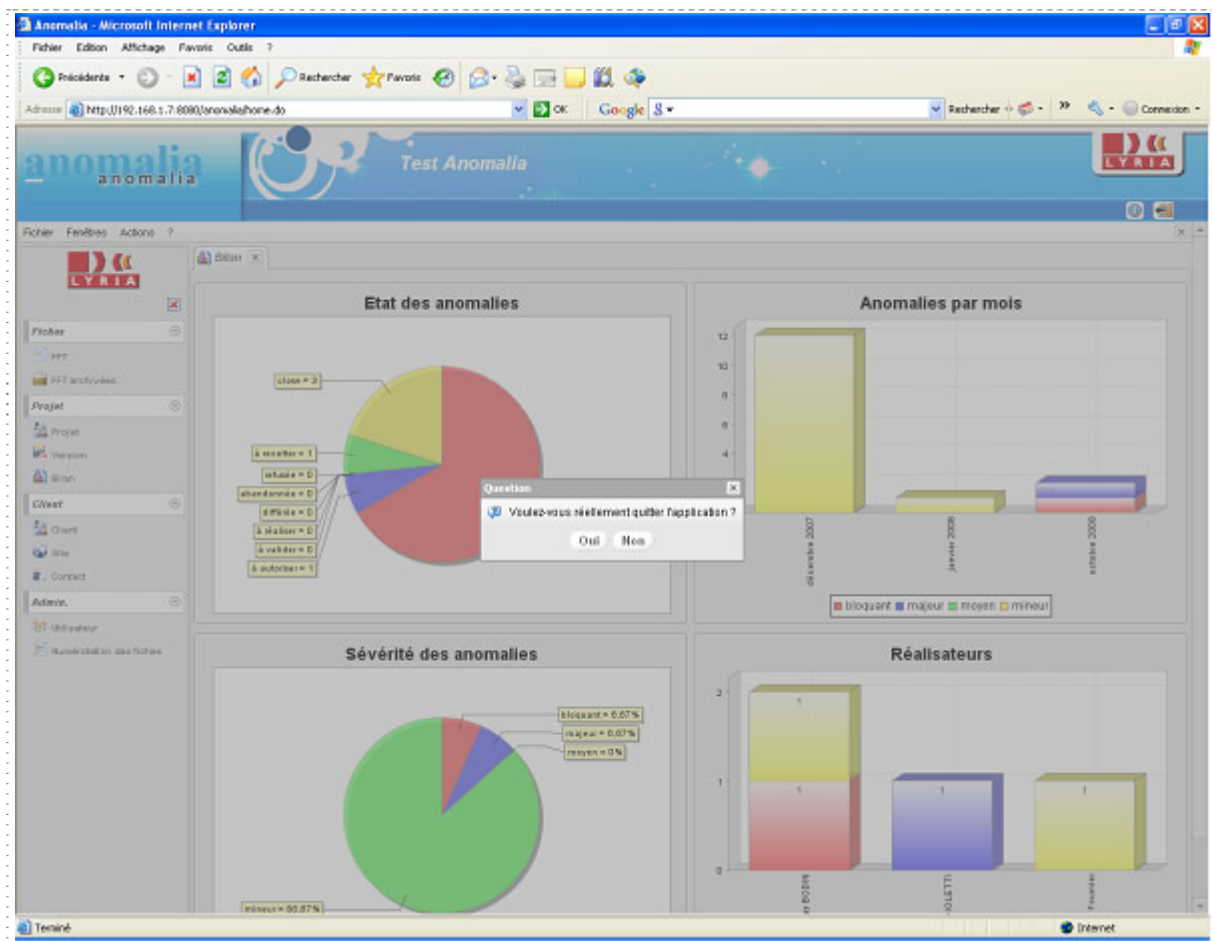 Anomalia - Microsoft Internet Explorer
Fichier Edition Affichage Favoris Outils ?
Précédente Rechercher Favoris
Adresse http://192.168.1.7:8080/anomalia/home.do OK Google Rechercher Connexion
anomalia
anomalia
Test Anomalia
LYRIA
Fichier Fenêtres Actions ?
LYRIA
Bilan
Fichier
FFT
FFT archivées
Projet
Projet
Version
Bilan
Client
Client
Site
Contact
Admin.
Utilisateur
Numérotation des fiches
Etat des anomalies
close = 3
à recetter = 1
refusée = 0
abandonnée = 0
différée = 0
à réaliser = 0
à valider = 0
à autoriser = 1
Anomalies par mois
12
10
8
6
4
décembre 2007
janvier 2008
octobre 2009
bloquant majeur moyen mineur
Question
Voulez-vous réellement quitter l'application ?
Oui Non
Sévérité des anomalies
bloquant = 6,67%
majeur = 6,67%
moyen = 0%
mineur = 86,67%
Réalisateurs
2
1
0
1
1
1
1
BODIN
Fournier
Terminé
Internet